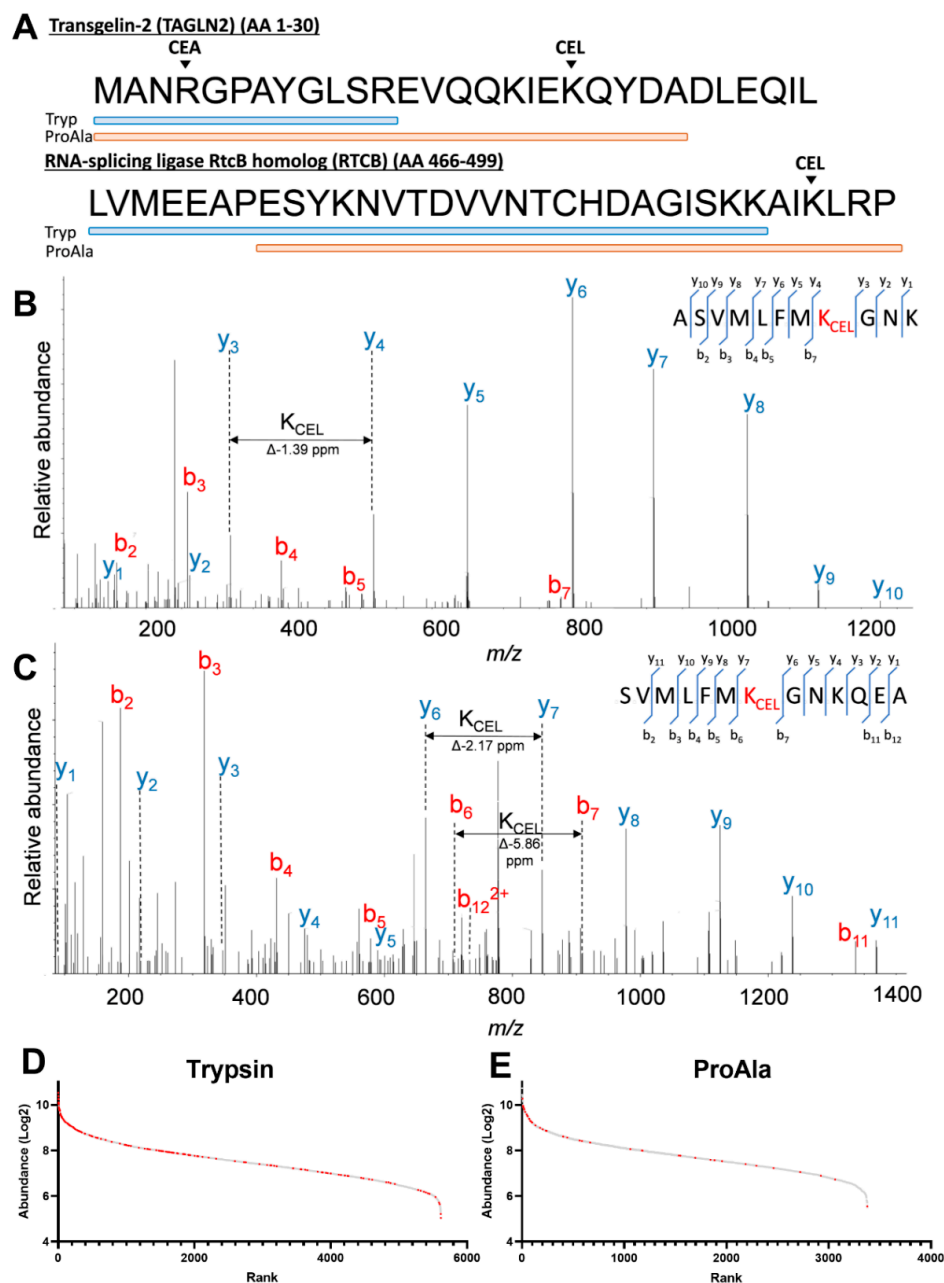 A
Transgelin-2 (TAGLN2) (AA 1-30)
CEA CEL
MANRGPAYGLSREVQQKIEKQYDADLEQIL
Tryp
ProAla
RNA-splicing ligase RtcB homolog (RTCB) (AA 466-499)
CEL
LVMEEAPESYKNVTDVVNTCHDAGISKKAIKLRP
Tryp
ProAla
B
y10 y9 y8 y7 y6 y5 y4 y3 y2 y1
A S V M L F M KCEL G N K
b2 b3 b4 b5 b7
Relative abundance
y6
y3 y4
y7
y5
y8
KCEL
Δ-1.39 ppm
b3
b2
y1
y2
b4
b5
b7
y9
y10
200 400 600 800 1000 1200
m/z
C
y11 y10 y9 y8 y7 y6 y5 y4 y3 y2 y1
S V M L F M KCEL G N K Q E A
b2 b3 b4 b5 b6 b7 b11 b12
Relative abundance
b3
b2
y6 KCEL y7
Δ-2.17 ppm
y1
y2
y3
b6 KCEL b7
Δ-5.86
ppm
y8
y9
b4
b12 2+
y4
b5
y5
y10
b11
y11
200 400 600 800 1000 1200 1400
m/z
D
Trypsin
Abundance (Log2)
10
8
6
4
0 2000 4000 6000
Rank
E
ProAla
Abundance (Log2)
10
8
6
4
0 1000 2000 3000 4000
Rank